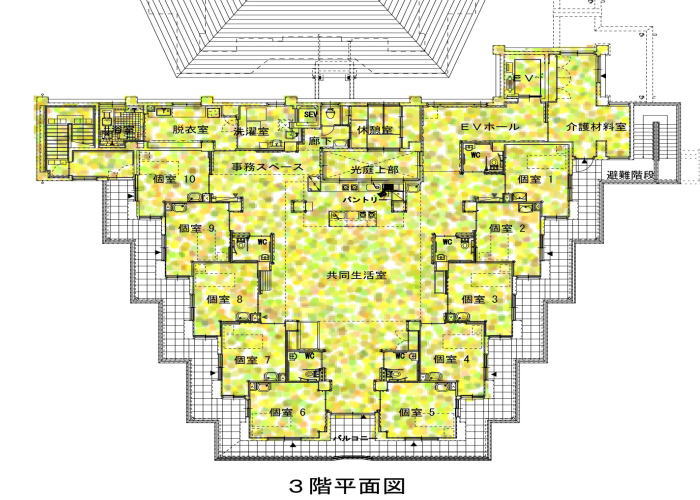 EV
浴室
脱衣室
洗濯室
SEV
廊下
休憩室
EVホール
介護材料室
事務スペース
光庭上部
WC
避難階段
個室 10
個室 1
パントリー
個室 9
個室 2
WC
WC
共同生活室
個室 8
個室 3
個室 7
WC
WC
個室 4
個室 6
個室 5
バルコニー
3階平面図